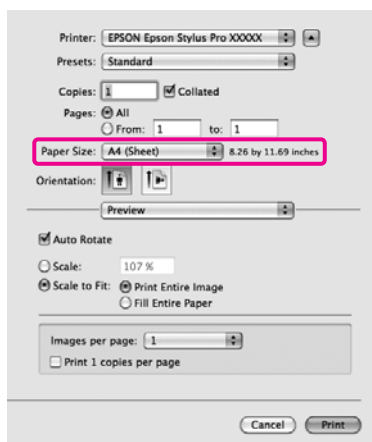 Printer: EPSON Epson Stylus Pro XXXXX
Presets: Standard
Copies: 1 Collated
Pages: All
From: 1 to: 1
Paper Size: A4 (Sheet) 8.26 by 11.69 inches
Orientation:
Preview
Auto Rotate
Scale: 107 %
Scale to Fit: Print Entire Image
Fill Entire Paper
Images per page: 1
Print 1 copies per page
Cancel Print